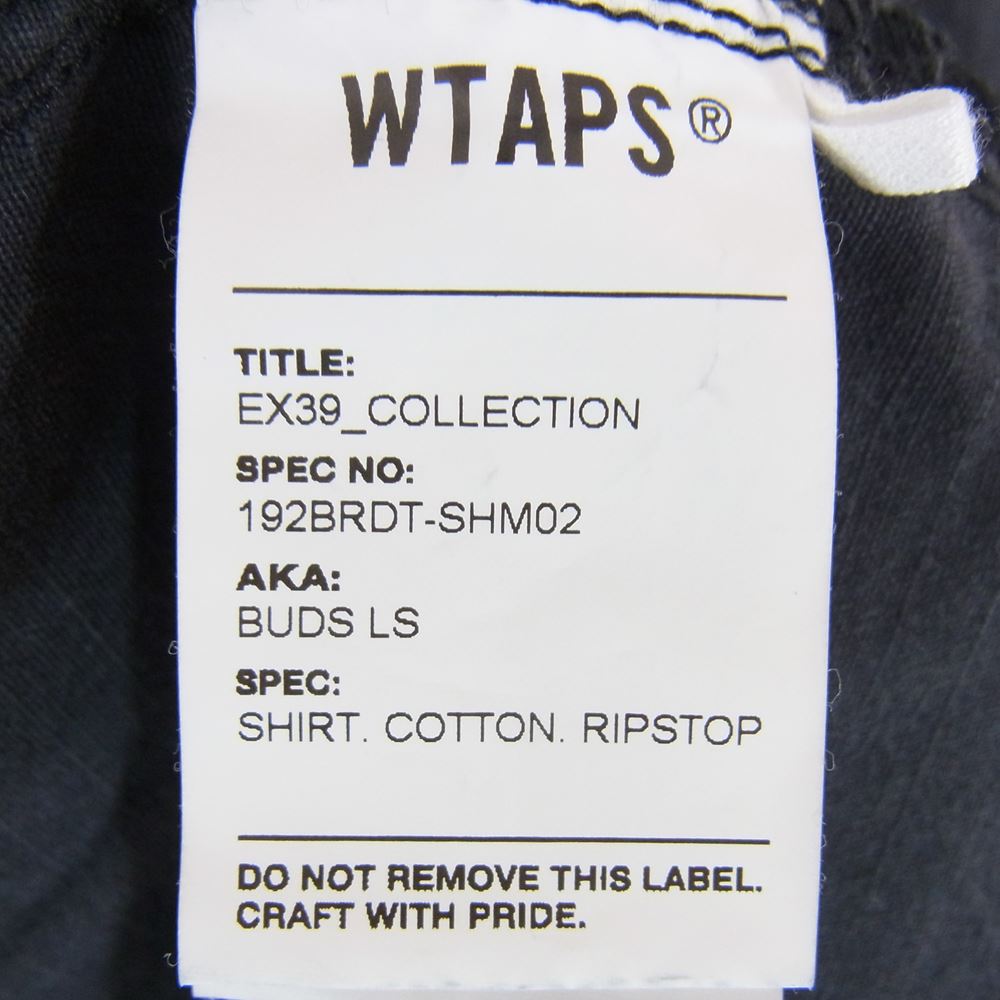 WTAPS®
TITLE:
EX39_COLLECTION
SPEC NO:
192BRDT-SHM02
AKA:
BUDS LS
SPEC:
SHIRT. COTTON. RIPSTOP
DO NOT REMOVE THIS LABEL.
CRAFT WITH PRIDE.